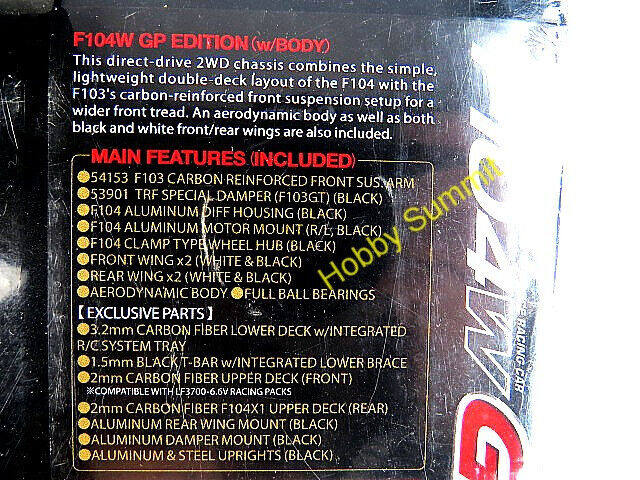 F104W GP EDITION (w/BODY)
This direct-drive 2WD chassis combines the simple,
lightweight double-deck layout of the F104 with the
F103's carbon-reinforced front suspension setup for a
wider front tread. An aerodynamic body as well as both
black and white front/rear wings are also included.
MAIN FEATURES (INCLUDED)
●54153 F103 CARBON REINFORCED FRONT SUS. ARM
●53901 TRF SPECIAL DAMPER (F103GT) (BLACK)
●F104 ALUMINUM DIFF HOUSING (BLACK)
●F104 ALUMINUM MOTOR MOUNT (R/L, BLACK)
●F104 CLAMP TYPE WHEEL HUB (BLACK)
●FRONT WING x2 (WHITE & BLACK)
●REAR WING x2 (WHITE & BLACK)
●AERODYNAMIC BODY ●FULL BALL BEARINGS
【 EXCLUSIVE PARTS 】
●3.2mm CARBON FIBER LOWER DECK w/INTEGRATED
R/C SYSTEM TRAY
●1.5mm BLACK T-BAR w/INTEGRATED LOWER BRACE
●2mm CARBON FIBER UPPER DECK (FRONT)
※COMPATIBLE WITH LF3700-6.6V RACING PACKS
●2mm CARBON FIBER F104X1 UPPER DECK (REAR)
●ALUMINUM REAR WING MOUNT (BLACK)
●ALUMINUM DAMPER MOUNT (BLACK)
●ALUMINUM & STEEL UPRIGHTS (BLACK)
Hobby Summit
104W
G
RACING CAR